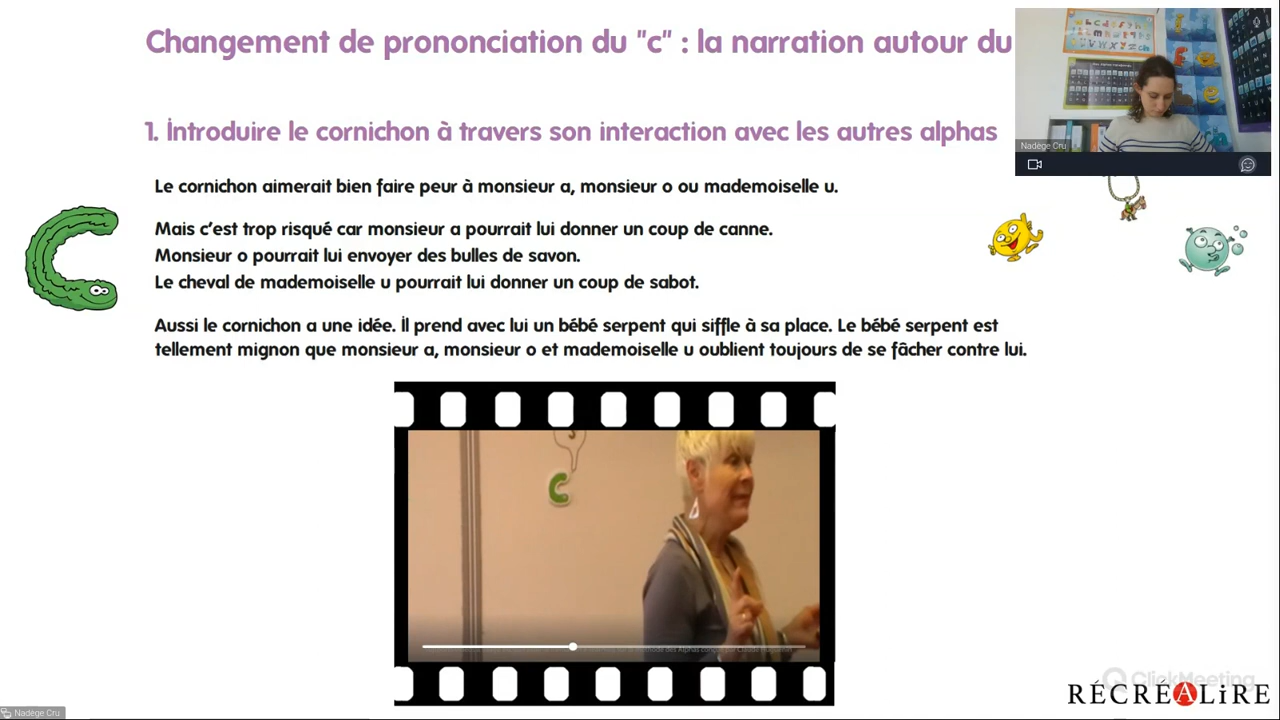 Changement de prononciation du "c" : la narration autour du
1. Introduire le cornichon à travers son interaction avec les autres alphas
Nadège Cru
Le cornichon aimerait bien faire peur à monsieur a, monsieur o ou mademoiselle u.
Mais c'est trop risqué car monsieur a pourrait lui donner un coup de canne.
Monsieur o pourrait lui envoyer des bulles de savon.
Le cheval de mademoiselle u pourrait lui donner un coup de sabot.
Aussi le cornichon a une idée. Il prend avec lui un bébé serpent qui siffle à sa place. Le bébé serpent est
tellement mignon que monsieur a, monsieur o et mademoiselle u oublient toujours de se fâcher contre lui.
ClickMeeting
RÉCRÉALiRE
Nadège Cru